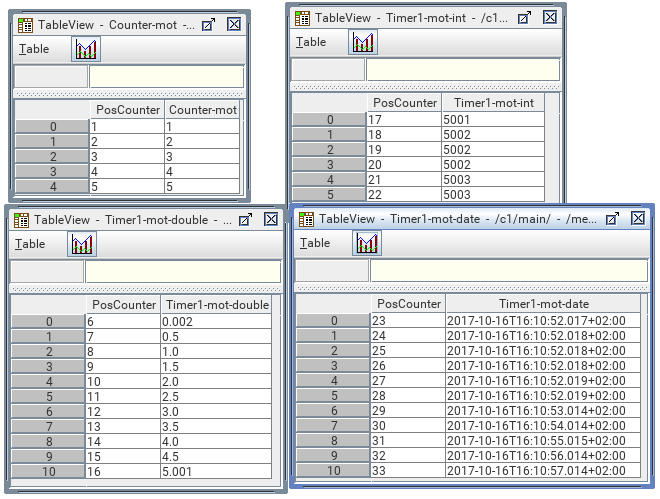 TableView - Counter-mot -...
Table
PosCounter Counter-mot
0 1 1
1 2 2
2 3 3
3 4 4
4 5 5
TableView - Timer1-mot-int - /c1...
Table
PosCounter Timer1-mot-int
0 17 5001
1 18 5002
2 19 5002
3 20 5002
4 21 5003
5 22 5003
TableView - Timer1-mot-double - ...
Table
PosCounter Timer1-mot-double
0 6 0.002
1 7 0.5
2 8 1.0
3 9 1.5
4 10 2.0
5 11 2.5
6 12 3.0
7 13 3.5
8 14 4.0
9 15 4.5
10 16 5.001
TableView - Timer1-mot-date - /c1/main/ - /me...
Table
PosCounter Timer1-mot-date
0 23 2017-10-16T16:10:52.017+02:00
1 24 2017-10-16T16:10:52.018+02:00
2 25 2017-10-16T16:10:52.018+02:00
3 26 2017-10-16T16:10:52.018+02:00
4 27 2017-10-16T16:10:52.019+02:00
5 28 2017-10-16T16:10:52.019+02:00
6 29 2017-10-16T16:10:53.014+02:00
7 30 2017-10-16T16:10:54.014+02:00
8 31 2017-10-16T16:10:55.015+02:00
9 32 2017-10-16T16:10:56.014+02:00
10 33 2017-10-16T16:10:57.014+02:00